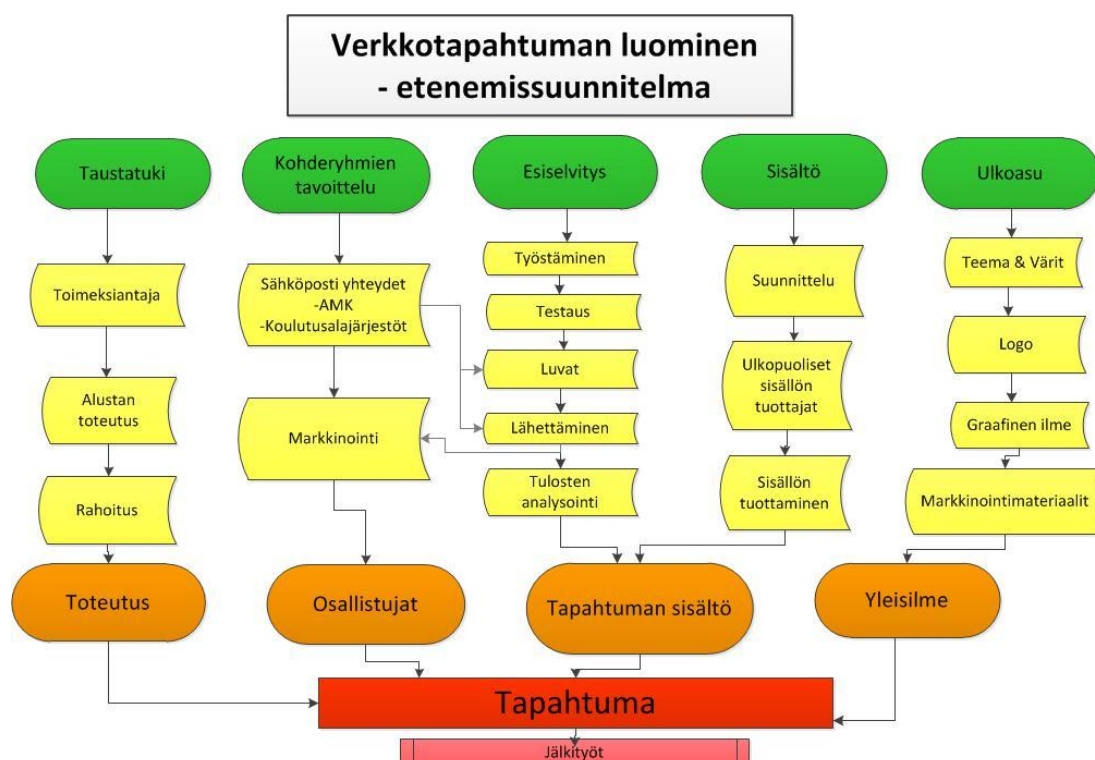 Verkkotapahtuman luominen
- etenemissuunnitelma
Taustatuki
Kohderyhmien
tavoittelu
Esiselvitys
Sisältö
Ulkoasu
Toimeksiantaja
Alustan
toteutus
Rahoitus
Sähköposti yhteydet
-AMK
-Koulutusalajärjestöt
Markkinointi
Työstäminen
Testaus
Luvat
Lähettäminen
Tulosten
analysointi
Suunnittelu
Ulkopuoliset
sisällön
tuottajat
Sisällön
tuottaminen
Teema & Värit
Logo
Graafinen ilme
Markkinointimateriaalit
Toteutus
Osallistujat
Tapahtuman sisältö
Yleisilme
Tapahtuma
Jälkityöt